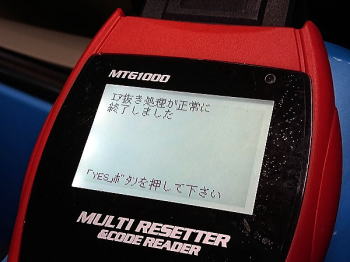 MTG1000
ｴｱ抜き処理が正常に
終了しました
｢YES｣ﾎﾞﾀﾝを押して下さい
MULTI RESETTER
&CODE READER